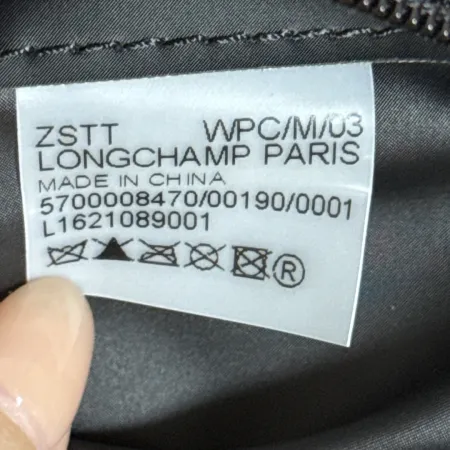 ZSTT WPC/M/03
LONGCHAMP PARIS
MADE IN CHINA
5700008470/00190/0001
L1621089001
®